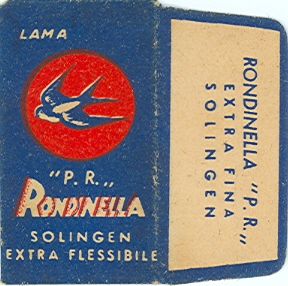 LAMA
"P.R.„
RONDINELLA
SOLINGEN
EXTRA FLESSIBILE
RONDINELLA "P.R.„
EXTRA FINA
SOLINGEN